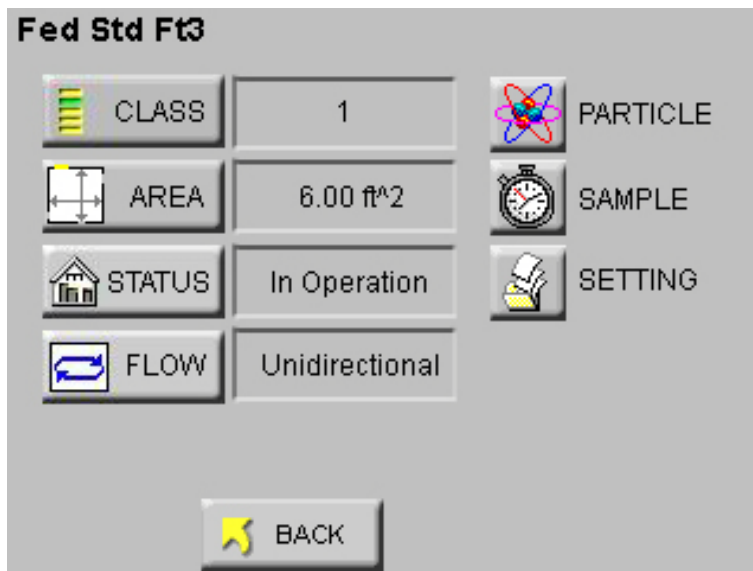 Fed Std Ft3
CLASS 1 PARTICLE
AREA 6.00 ft^2 SAMPLE
STATUS In Operation SETTING
FLOW Unidirectional
BACK